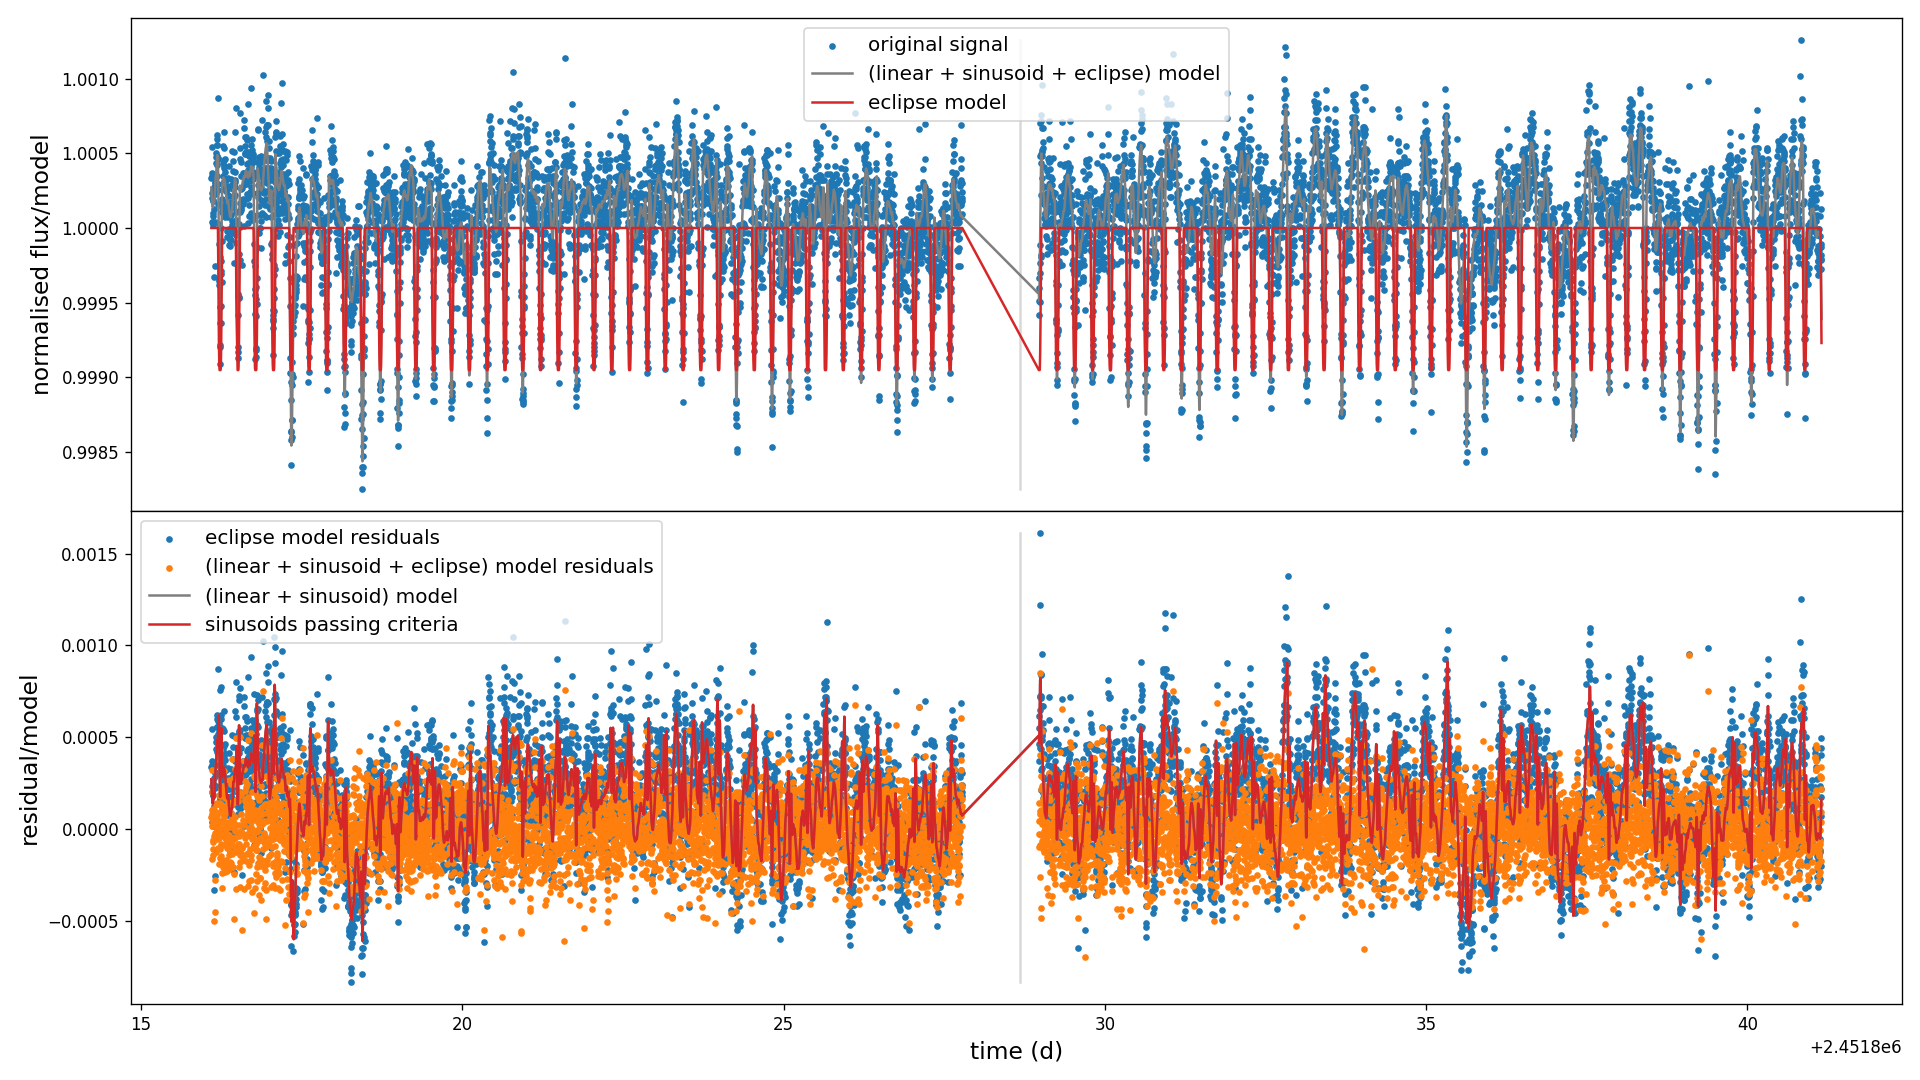 original signal
(linear + sinusoid + eclipse) model
eclipse model
1.0010
1.0005
1.0000
0.9995
0.9990
0.9985
normalised flux/model
eclipse model residuals
(linear + sinusoid + eclipse) model residuals
(linear + sinusoid) model
sinusoids passing criteria
0.0015
0.0010
0.0005
0.0000
−0.0005
residual/model
15
20
25
30
35
40
+2.4518e6
time (d)